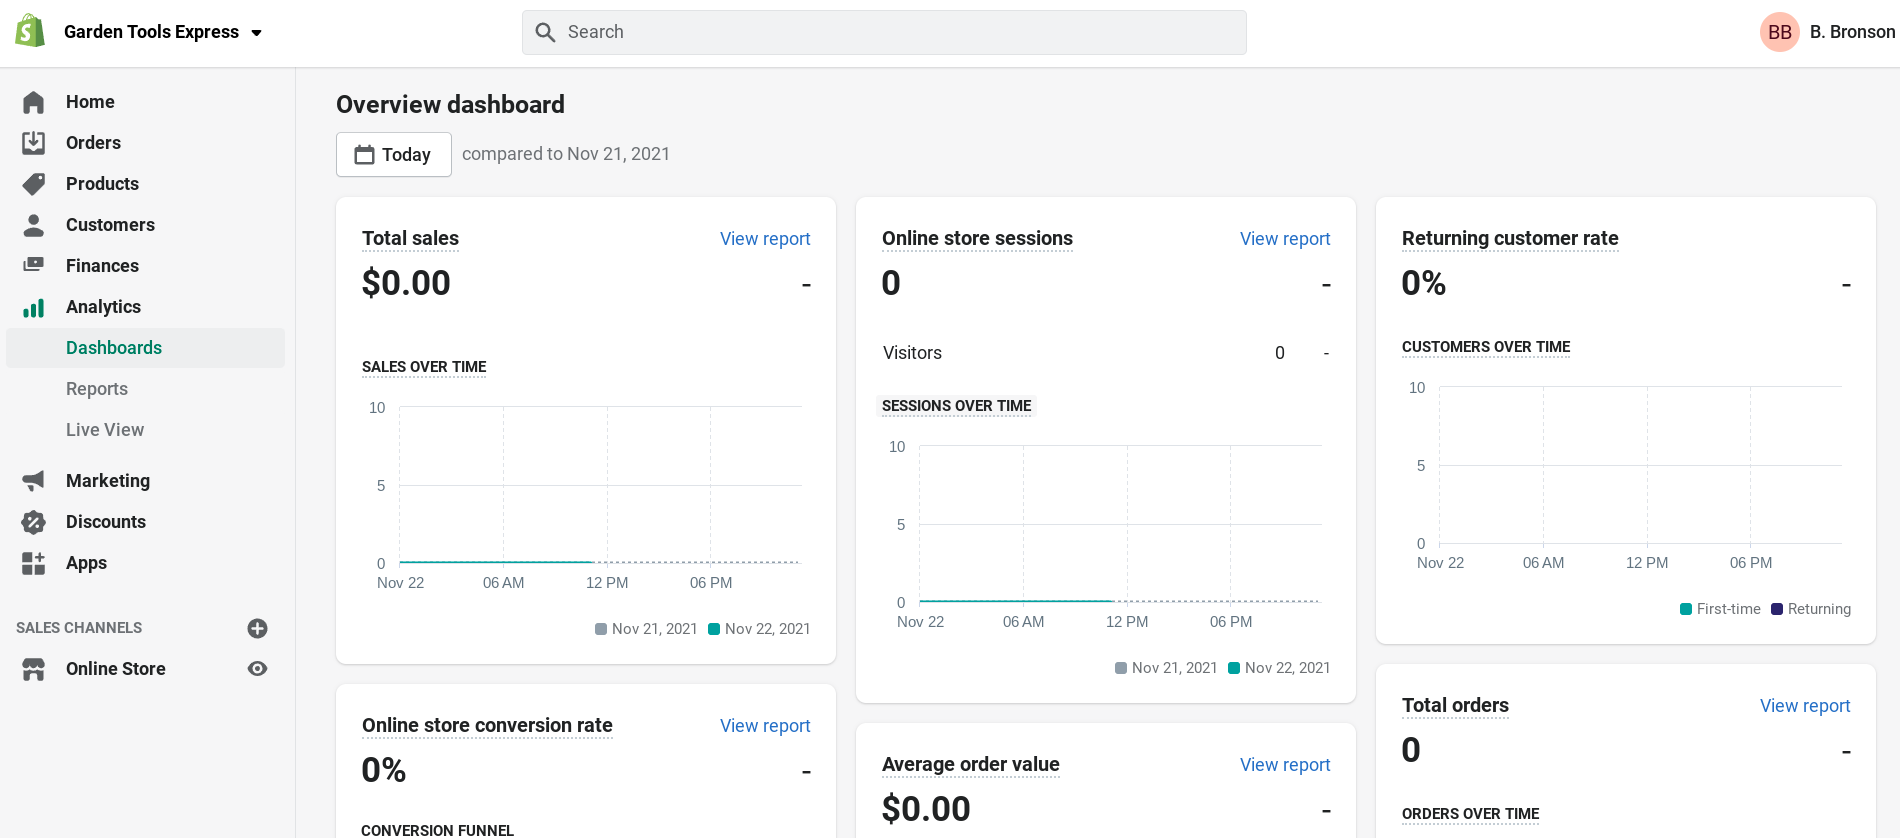 Garden Tools Express
Search
BB B. Bronson
Home
Orders
Products
Customers
Finances
Analytics
Dashboards
Reports
Live View
Marketing
Discounts
Apps
SALES CHANNELS
Online Store
Overview dashboard
Today compared to Nov 21, 2021
Total sales View report
$0.00 -
SALES OVER TIME
10
5
0
Nov 22 06 AM 12 PM 06 PM
Nov 21, 2021 Nov 22, 2021
Online store conversion rate View report
0% -
CONVERSION FUNNEL
Online store sessions View report
0 -
Visitors 0 -
SESSIONS OVER TIME
10
5
0
Nov 22 06 AM 12 PM 06 PM
Nov 21, 2021 Nov 22, 2021
Average order value View report
$0.00 -
Returning customer rate
0% -
CUSTOMERS OVER TIME
10
5
0
Nov 22 06 AM 12 PM 06 PM
First-time Returning
Total orders View report
0 -
ORDERS OVER TIME